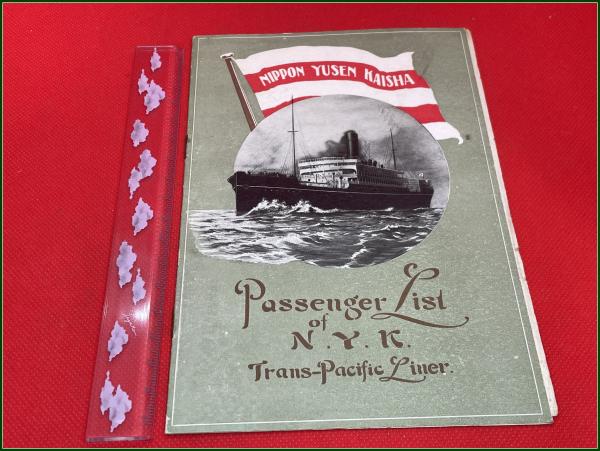 NIPPON YUSEN KAISHA
Passenger List
of
N.Y.K.
Trans-Pacific Liner.